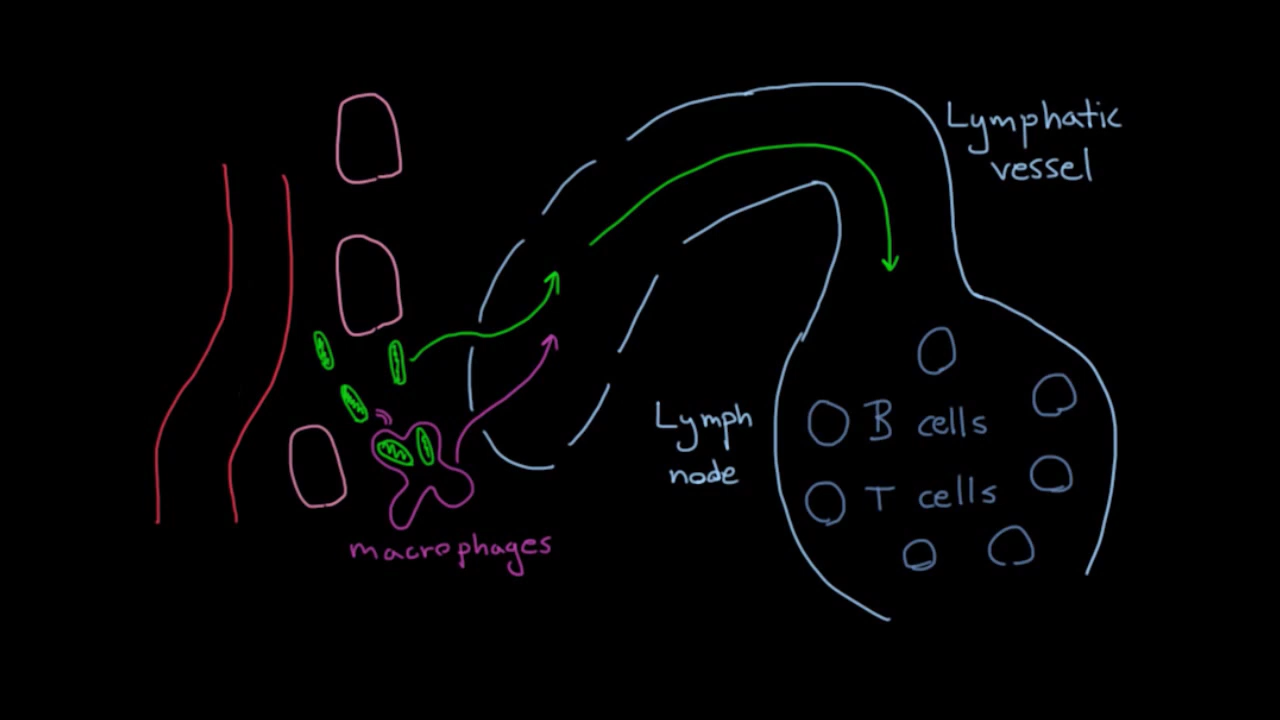 Lymphatic
vessel
Lymph
node
B cells
T cells
macrophages